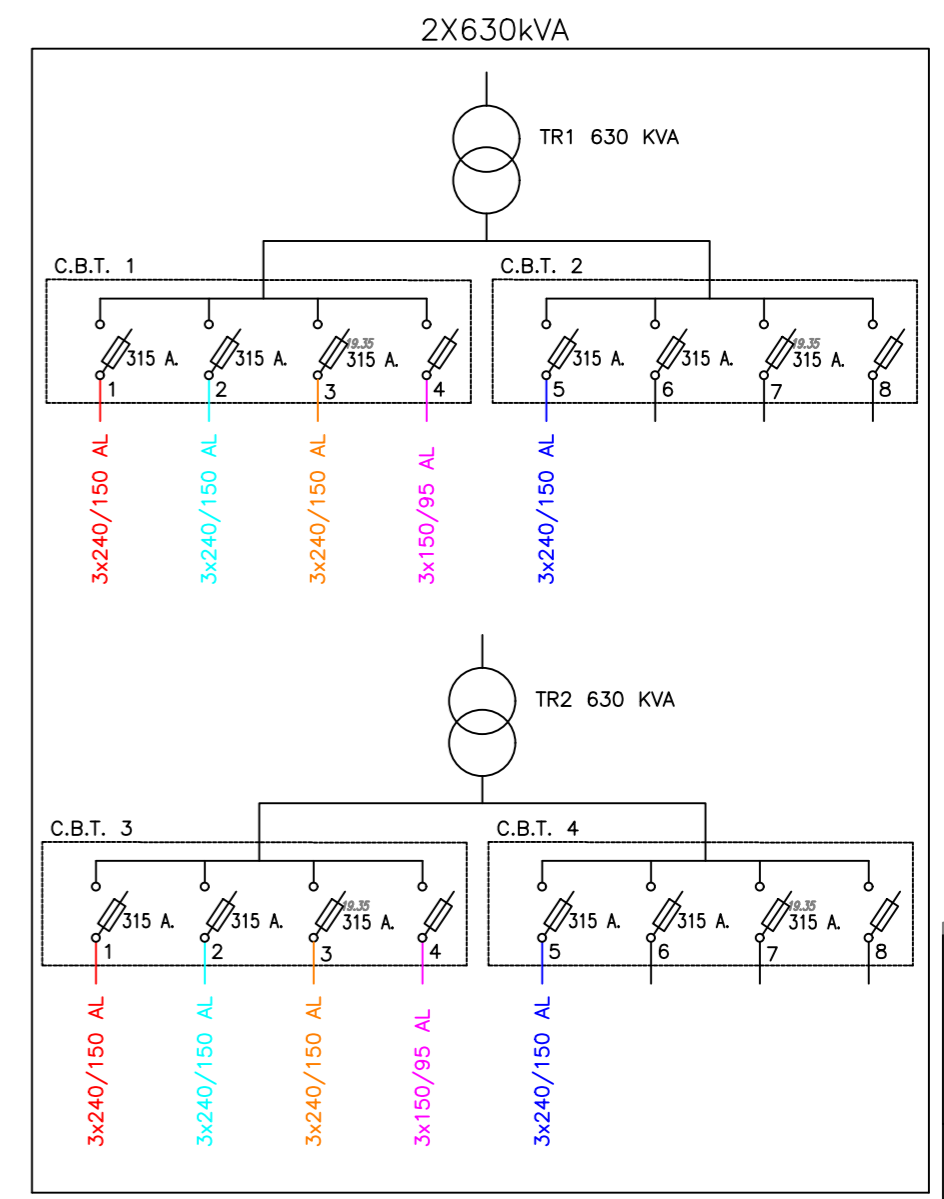 2X630kVA
TR1 630 KVA
C.B.T. 1
C.B.T. 2
19.35
19.35
315 A.
315 A.
315 A.
315 A.
315 A.
315 A.
1
2
3
4
5
6
7
8
3x240/150 AL
3x240/150 AL
3x240/150 AL
3x150/95 AL
3x240/150 AL
TR2 630 KVA
C.B.T. 3
C.B.T. 4
19.35
19.35
315 A.
315 A.
315 A.
315 A.
315 A.
315 A.
1
2
3
4
5
6
7
8
3x240/150 AL
3x240/150 AL
3x240/150 AL
3x150/95 AL
3x240/150 AL